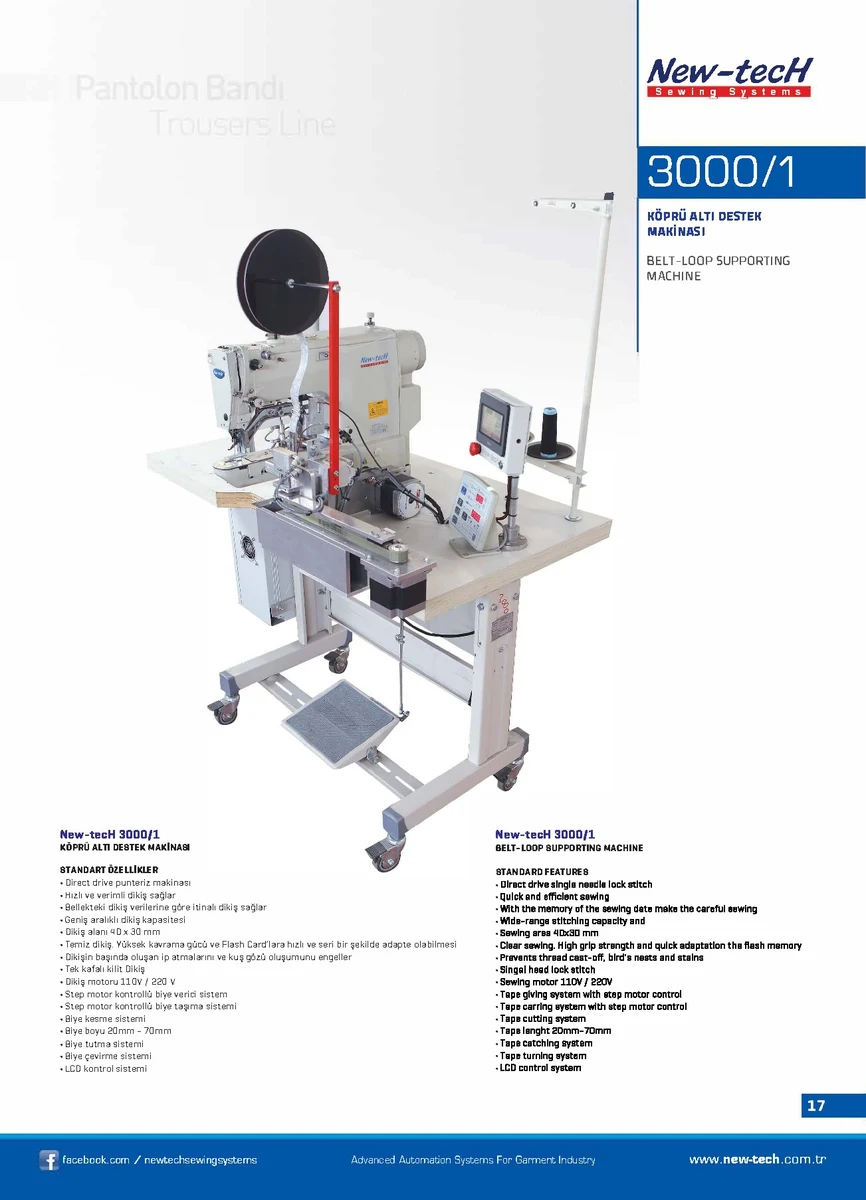 Pantolon Bandı
Trousers Line
New-tecH
Sewing Systems
3000/1
KÖPRÜ ALTI DESTEK
MAKİNASI
BELT-LOOP SUPPORTING
MACHINE
New-tecH
New-tecH 3000/1
KÖPRÜ ALTI DESTEK MAKİNASI
STANDART ÖZELLİKLER
• Direct drive punteriz makinası
• Hızlı ve verimli dikiş sağlar
• Bellekteki dikiş verilerine göre itinalı dikiş sağlar
• Geniş aralıklı dikiş kapasitesi
• Dikiş alanı 40 x 30 mm
• Temiz dikiş. Yüksek kavrama gücü ve Flash Card'lara hızlı ve seri bir şekilde adapte olabilmesi
• Dikişin başında oluşan ip atmalarını ve kuş gözü oluşumunu engeller
• Tek kafalı kilit Dikiş
• Dikiş motoru 110V / 220 V
• Step motor kontrollü biye verici sistem
• Step motor kontrollü biye taşıma sistemi
• Biye kesme sistemi
• Biye boyu 20mm - 70mm
• Biye tutma sistemi
• Biye çevirme sistemi
• LCD kontrol sistemi
New-tecH 3000/1
BELT-LOOP SUPPORTING MACHINE
STANDARD FEATURES
• Direct drive single needle lock stitch
• Quick and efficient sewing
• With the memory of the sewing date make the careful sewing
• Wide-range stitching capacity and
• Sewing area 40x30 mm
• Clear sewing. High grip strength and quick adaptation the flash memory
• Prevents thread cast-off, bird's nests and stains
• Singel head lock stitch
• Sewing motor 110V / 220V
• Tape giving system with step motor control
• Tape carring system with step motor control
• Tape cutting system
• Tape lenght 20mm-70mm
• Tape catching system
• Tape turning system
• LCD control system
17
facebook.com / newtechsewingsystems
Advanced Automation Systems For Garment Industry
www.new-tech.com.tr